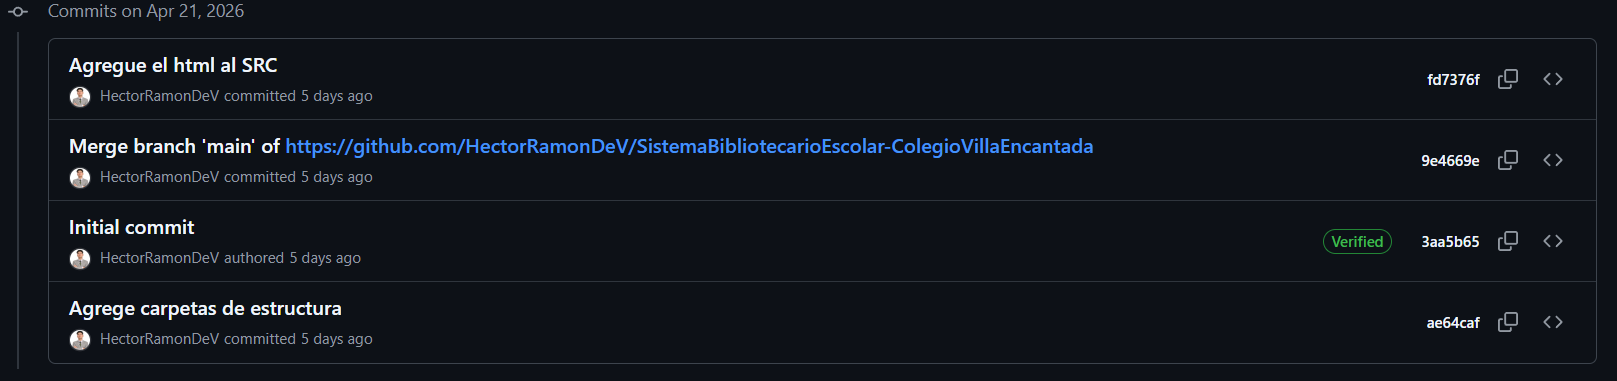 Commits on Apr 21, 2026
Agregue el html al SRC
HectorRamonDeV committed 5 days ago
fd7376f
Merge branch 'main' of https://github.com/HectorRamonDeV/SistemaBibliotecarioEscolar-ColegioVillaEncantada
HectorRamonDeV committed 5 days ago
9e4669e
Initial commit
HectorRamonDeV authored 5 days ago
Verified
3aa5b65
Agrege carpetas de estructura
HectorRamonDeV committed 5 days ago
ae64caf